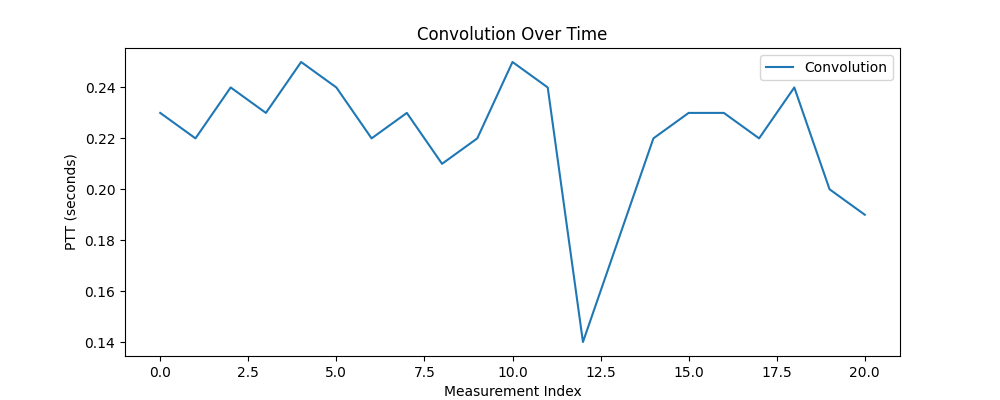 Convolution Over Time
Convolution
PTT (seconds)
0.24
0.22
0.20
0.18
0.16
0.14
0.0 2.5 5.0 7.5 10.0 12.5 15.0 17.5 20.0
Measurement Index